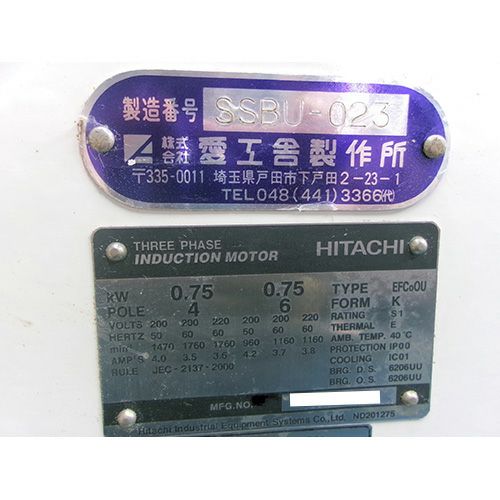 製造番号 SSBU-023
株式会社 愛工舎製作所
〒335-0011 埼玉県戸田市下戸田2-23-1
TEL 048(441)3366㈹
THREE PHASE
INDUCTION MOTOR HITACHI
kW 0.75 0.75 TYPE EFCoOU
POLE 4 6 FORM K
VOLTS 200 200 220 200 200 220 RATING S1
HERTZ 50 60 60 50 60 60 THERMAL E
min⁻¹ 1470 1760 1760 960 1160 1160 AMB. TEMP. 40℃
AMP'S 4.0 3.5 3.6 4.2 3.7 3.8 PROTECTION IP00
RULE JEC-2137-2000 COOLING IC01
BRG. D.S. 6206UU
BRG. O.S. 6206UU
MFG.NO.
Hitachi Industrial Equipment Systems Co.,Ltd. ND201275